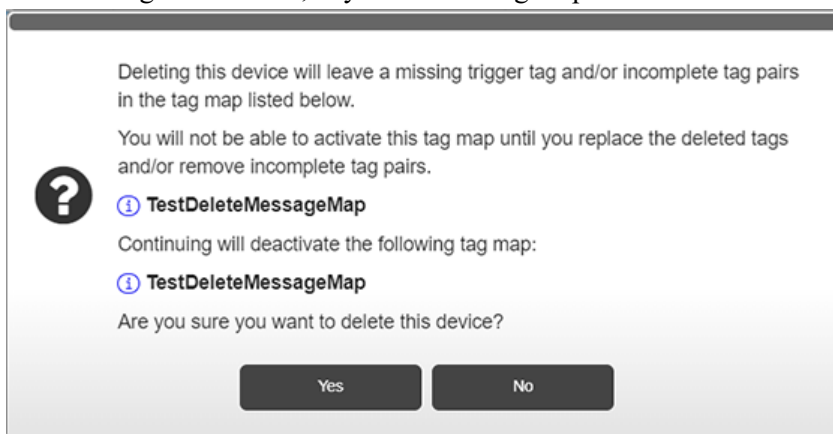 Deleting this device will leave a missing trigger tag and/or incomplete tag pairs
in the tag map listed below.
You will not be able to activate this tag map until you replace the deleted tags
and/or remove incomplete tag pairs.
TestDeleteMessageMap
Continuing will deactivate the following tag map:
TestDeleteMessageMap
Are you sure you want to delete this device?
Yes No